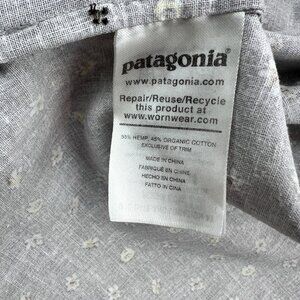 patagonia®
www.patagonia.com
Repair/Reuse/Recycle
this product at
www.wornwear.com
55% HEMP, 45% ORGANIC COTTON
EXCLUSIVE OF TRIM
MADE IN CHINA
FABRIQUÉ EN CHINE
HECHO EN CHINA
FATTO IN CINA